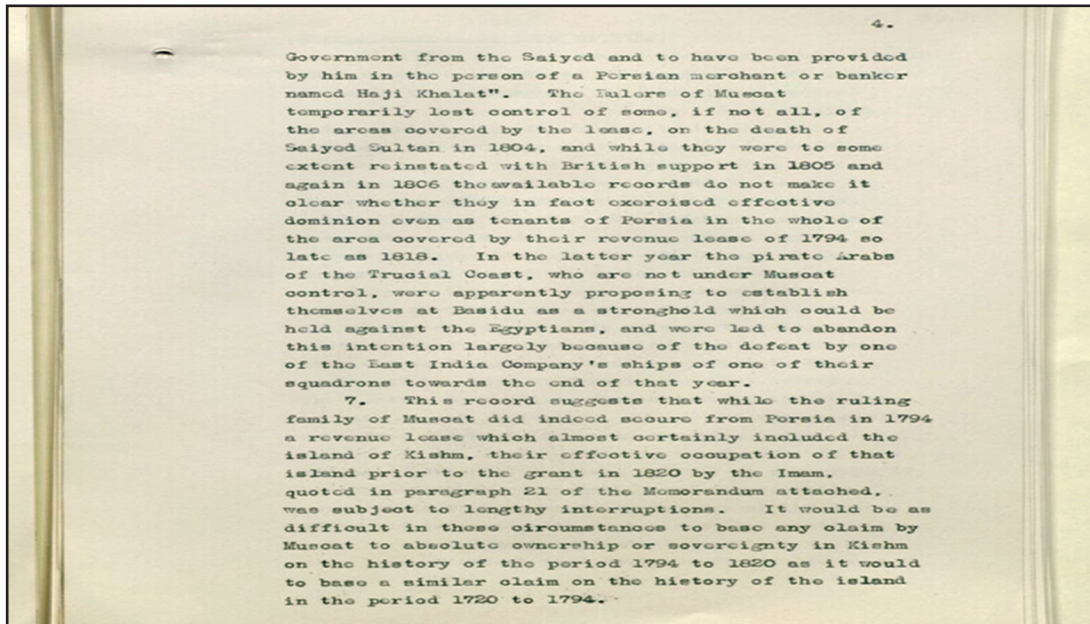 4.
Government from the Saiyed and to have been provided
by him in the person of a Persian merchant or banker
named Haji Khalat". The Rulers of Muscat
temporarily lost control of some, if not all, of
the areas covered by the lease, on the death of
Saiyed Sultan in 1804, and while they were to some
extent reinstated with British support in 1805 and
again in 1806 the available records do not make it
clear whether they in fact exercised effective
dominion even as tenants of Persia in the whole of
the area covered by their revenue lease of 1794 so
late as 1818. In the latter year the pirate Arabs
of the Trucial Coast, who are not under Muscat
control, were apparently proposing to establish
themselves at Basidu as a stronghold which could be
held against the Egyptians, and were led to abandon
this intention largely because of the defeat by one
of the East India Company's ships of one of their
squadrons towards the end of that year.
7. This record suggests that while the ruling
family of Muscat did indeed secure from Persia in 1794
a revenue lease which almost certainly included the
island of Kishm, their effective occupation of that
island prior to the grant in 1820 by the Imam,
quoted in paragraph 21 of the Memorandum attached,
was subject to lengthy interruptions. It would be as
difficult in these circumstances to base any claim by
Muscat to absolute ownership or sovereignty in Kishm
on the history of the period 1794 to 1820 as it would
to base a similar claim on the history of the island
in the period 1720 to 1794.